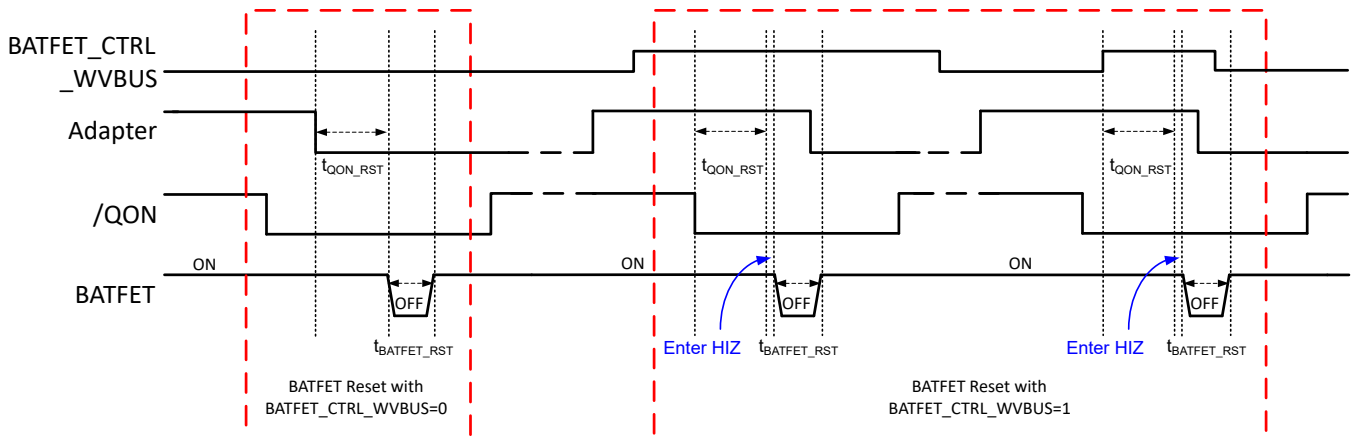 BATFET_CTRL
_WVBUS
Adapter
tQON_RST
tQON_RST
tQON_RST
/QON
ON
ON
ON
BATFET
OFF
OFF
OFF
Enter HIZ
Enter HIZ
tBATFET_RST
tBATFET_RST
tBATFET_RST
BATFET Reset with
BATFET_CTRL_WVBUS=0
BATFET Reset with
BATFET_CTRL_WVBUS=1